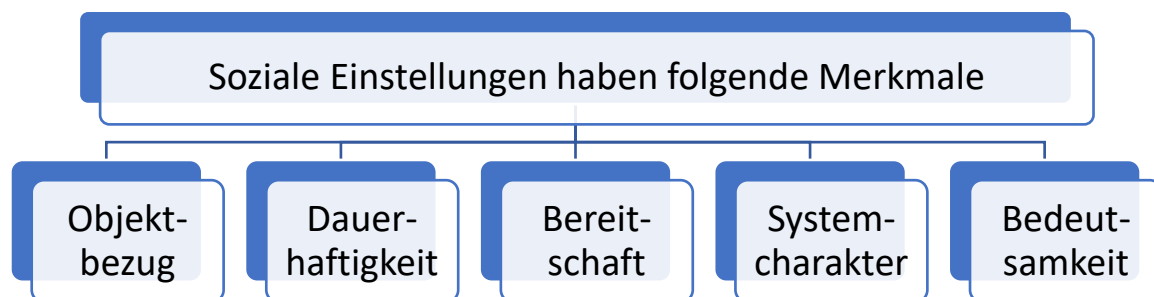 Soziale Einstellungen haben folgende Merkmale
Objekt-
bezug
Dauer-
haftigkeit
Bereit-
schaft
System-
charakter
Bedeut-
samkeit